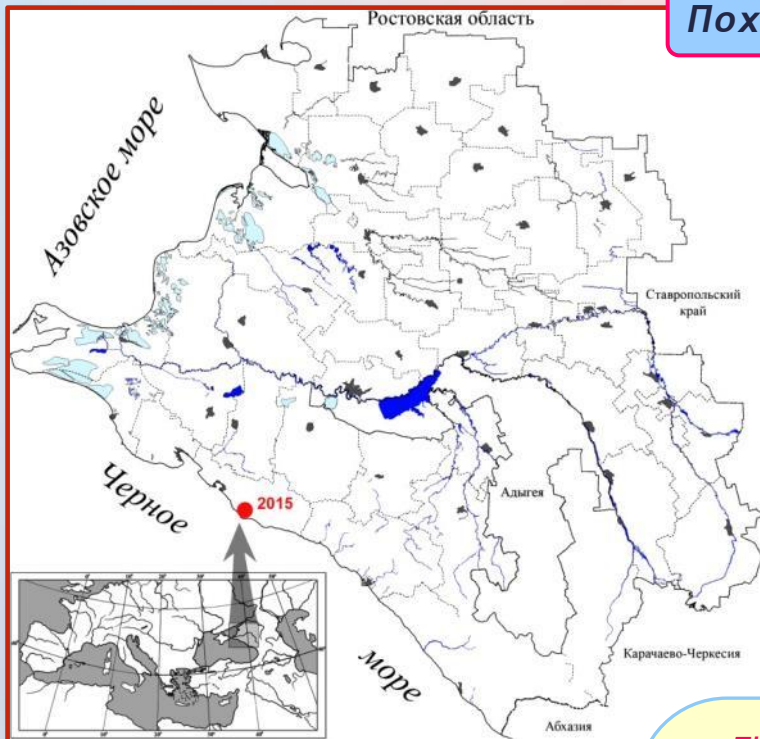 Ростовская область
Пох
Азовское море
Ставропольский
край
Адыгея
Черное
2015
море
Карачаево-Черкесия
Абхазия